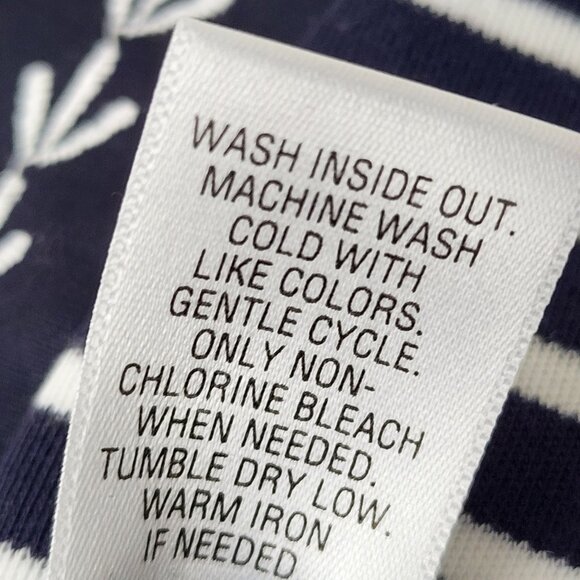 WASH INSIDE OUT.
MACHINE WASH
COLD WITH
LIKE COLORS.
GENTLE CYCLE.
ONLY NON-
CHLORINE BLEACH
WHEN NEEDED.
TUMBLE DRY LOW.
WARM IRON
IF NEEDED